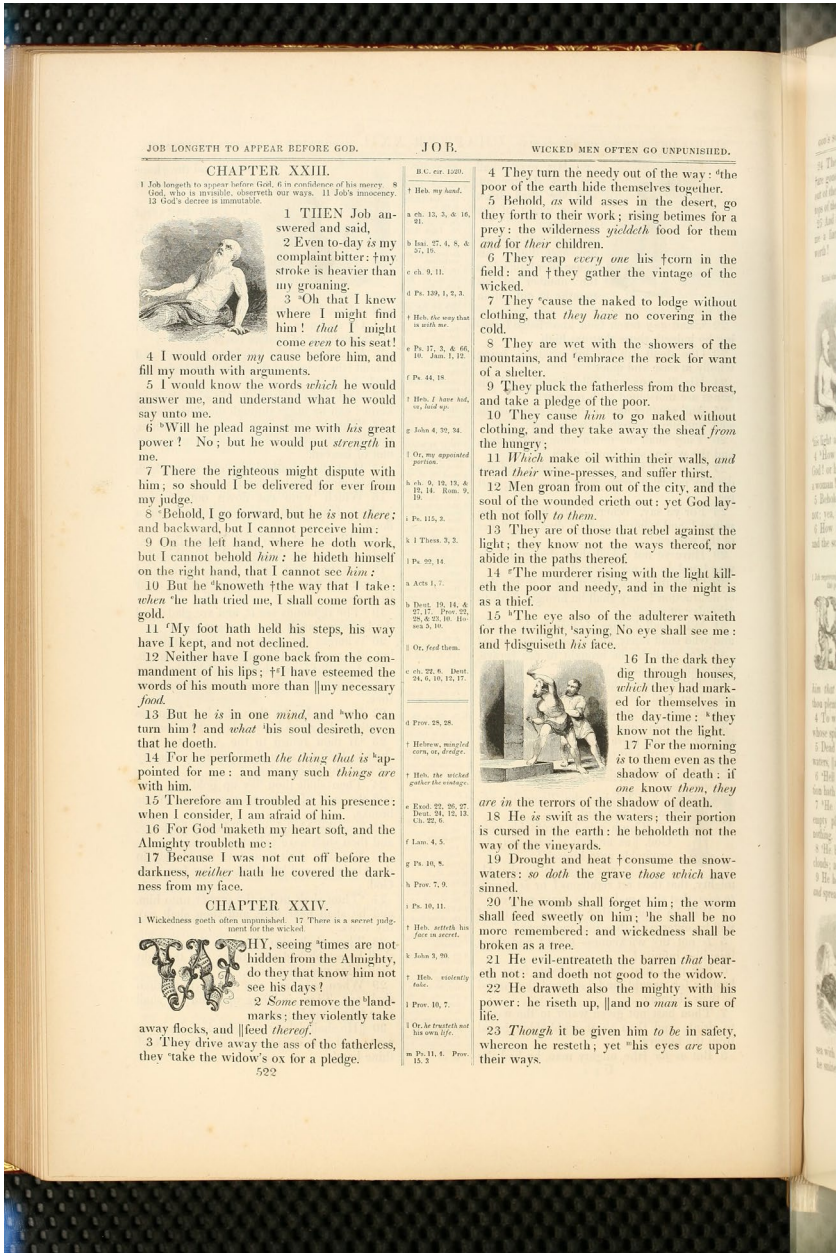 JOB LONGETH TO APPEAR BEFORE GOD.
JOB.
WICKED MEN OFTEN GO UNPUNISHED.
CHAPTER XXIII.
1 Job longeth to appear before God, 6 in confidence of his mercy. 8
God, who is invisible, observeth our ways. 11 Job's innocency.
13 God's decree is immutable.
1 THEN Job an-
swered and said,
2 Even to-day is my
complaint bitter: †my
stroke is heavier than
my groaning.
3 aOh that I knew
where I might find
him! that I might
come even to his seat!
4 I would order my cause before him, and
fill my mouth with arguments.
5 I would know the words which he would
answer me, and understand what he would
say unto me.
6 bWill he plead against me with his great
power? No; but he would put strength in
me.
7 There the righteous might dispute with
him; so should I be delivered for ever from
my judge.
8 cBehold, I go forward, but he is not there;
and backward, but I cannot perceive him:
9 On the left hand, where he doth work,
but I cannot behold him: he hideth himself
on the right hand, that I cannot see him:
10 But he dknoweth †the way that I take:
when ehe hath tried me, I shall come forth as
gold.
11 fMy foot hath held his steps, his way
have I kept, and not declined.
12 Neither have I gone back from the com-
mandment of his lips; †gI have esteemed the
words of his mouth more than ||my necessary
food.
13 But he is in one mind, and hwho can
turn him? and what ihis soul desireth, even
that he doeth.
14 For he performeth the thing that is kap-
pointed for me: and many such things are
with him.
15 Therefore am I troubled at his presence:
when I consider, I am afraid of him.
16 For God lmaketh my heart soft, and the
Almighty troubleth me:
17 Because I was not cut off before the
darkness, neither hath he covered the dark-
ness from my face.
CHAPTER XXIV.
1 Wickedness goeth often unpunished. 17 There is a secret judg-
ment for the wicked.
WHY, seeing atimes are not
hidden from the Almighty,
do they that know him not
see his days?
2 Some remove the bland-
marks; they violently take
away flocks, and ||feed thereof.
3 They drive away the ass of the fatherless,
they ctake the widow's ox for a pledge.
522
B.C. cir. 1520.
† Heb. my hand.
a ch. 13, 3, & 16,
21.
b Isai. 27, 4, 8, &
57, 16.
c ch. 9, 11.
d Ps. 139, 1, 2, 3.
† Heb. the way that
is with me.
e Ps. 17, 3, & 66,
10. Jam. 1, 12.
f Ps. 44, 18.
† Heb. I have hid,
or, laid up.
g John 4, 32, 34.
|| Or, my appointed
portion.
h ch. 9, 12, 13, &
12, 14. Rom. 9,
19.
i Ps. 115, 3.
k 1 Thess. 3, 3.
l Ps. 22, 14.
a Acts 1, 7.
b Deut. 19, 14, &
27, 17. Prov. 22,
28, & 23, 10. Ho-
sea 5, 10.
|| Or, feed them.
c ch. 22, 6. Deut.
24, 6, 10, 12, 17.
d Prov. 28, 28.
† Hebrew, mingled
corn, or, dredge.
† Heb. the wicked
gather the vintage.
e Exod. 22, 26, 27.
Deut. 24, 12, 13.
Ch. 22, 6.
f Lam. 4, 5.
g Ps. 10, 8.
h Prov. 7, 9.
i Ps. 10, 11.
† Heb. setteth his
face in secret.
k John 3, 20.
† Heb. violently
take.
l Prov. 10, 7.
|| Or, he trusteth not
his own life.
m Ps. 11, 4. Prov.
15, 3
4 They turn the needy out of the way: dthe
poor of the earth hide themselves together.
5 Behold, as wild asses in the desert, go
they forth to their work; rising betimes for a
prey: the wilderness yieldeth food for them
and for their children.
6 They reap every one his †corn in the
field: and †they gather the vintage of the
wicked.
7 They ecause the naked to lodge without
clothing, that they have no covering in the
cold.
8 They are wet with the showers of the
mountains, and fembrace the rock for want
of a shelter.
9 They pluck the fatherless from the breast,
and take a pledge of the poor.
10 They cause him to go naked without
clothing, and they take away the sheaf from
the hungry;
11 Which make oil within their walls, and
tread their wine-presses, and suffer thirst.
12 Men groan from out of the city, and the
soul of the wounded crieth out: yet God lay-
eth not folly to them.
13 They are of those that rebel against the
light; they know not the ways thereof, nor
abide in the paths thereof.
14 gThe murderer rising with the light kill-
eth the poor and needy, and in the night is
as a thief.
15 hThe eye also of the adulterer waiteth
for the twilight, isaying, No eye shall see me:
and †disguiseth his face.
16 In the dark they
dig through houses,
which they had mark-
ed for themselves in
the day-time: kthey
know not the light.
17 For the morning
is to them even as the
shadow of death: if
one know them, they
are in the terrors of the shadow of death.
18 He is swift as the waters; their portion
is cursed in the earth: he beholdeth not the
way of the vineyards.
19 Drought and heat †consume the snow-
waters: so doth the grave those which have
sinned.
20 The womb shall forget him; the worm
shall feed sweetly on him; lhe shall be no
more remembered: and wickedness shall be
broken as a tree.
21 He evil-entreateth the barren that bear-
eth not: and doeth not good to the widow.
22 He draweth also the mighty with his
power: he riseth up, ||and no man is sure of
life.
23 Though it be given him to be in safety,
whereon he resteth; yet mhis eyes are upon
their ways.